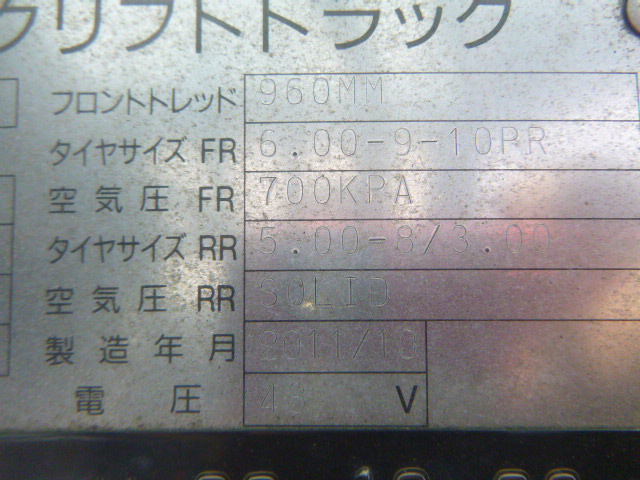 クリフトトラック
フロントトレッド 960MM
タイヤサイズ FR 6.00-9-10PR
空気圧 FR 700KPA
タイヤサイズ RR 5.00-8/3.00
空気圧 RR SOLID
製造年月 2011/10
電圧 V